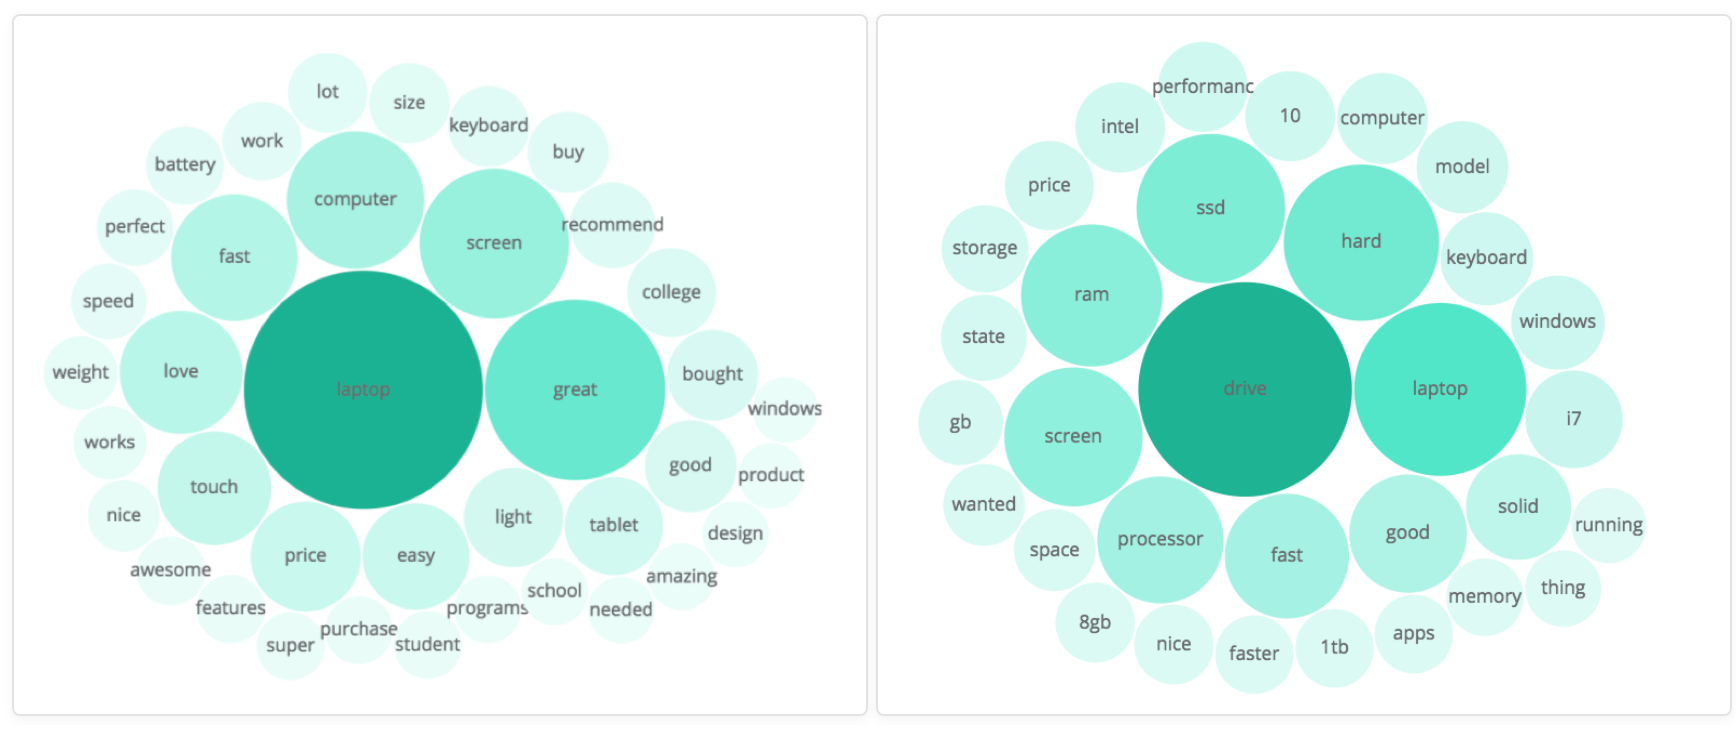 lot
size
keyboard
work
buy
battery
computer
perfect
recommend
screen
fast
college
speed
love
weight
bought
laptop
great
windows
works
good
product
touch
nice
light
tablet
design
price
easy
awesome
amazing
school
features
programs
needed
purchase
super
student
performanc
10
computer
intel
model
price
ssd
hard
storage
keyboard
ram
windows
state
drive
laptop
i7
gb
screen
wanted
solid
running
good
processor
space
fast
thing
memory
8gb
apps
nice
1tb
faster